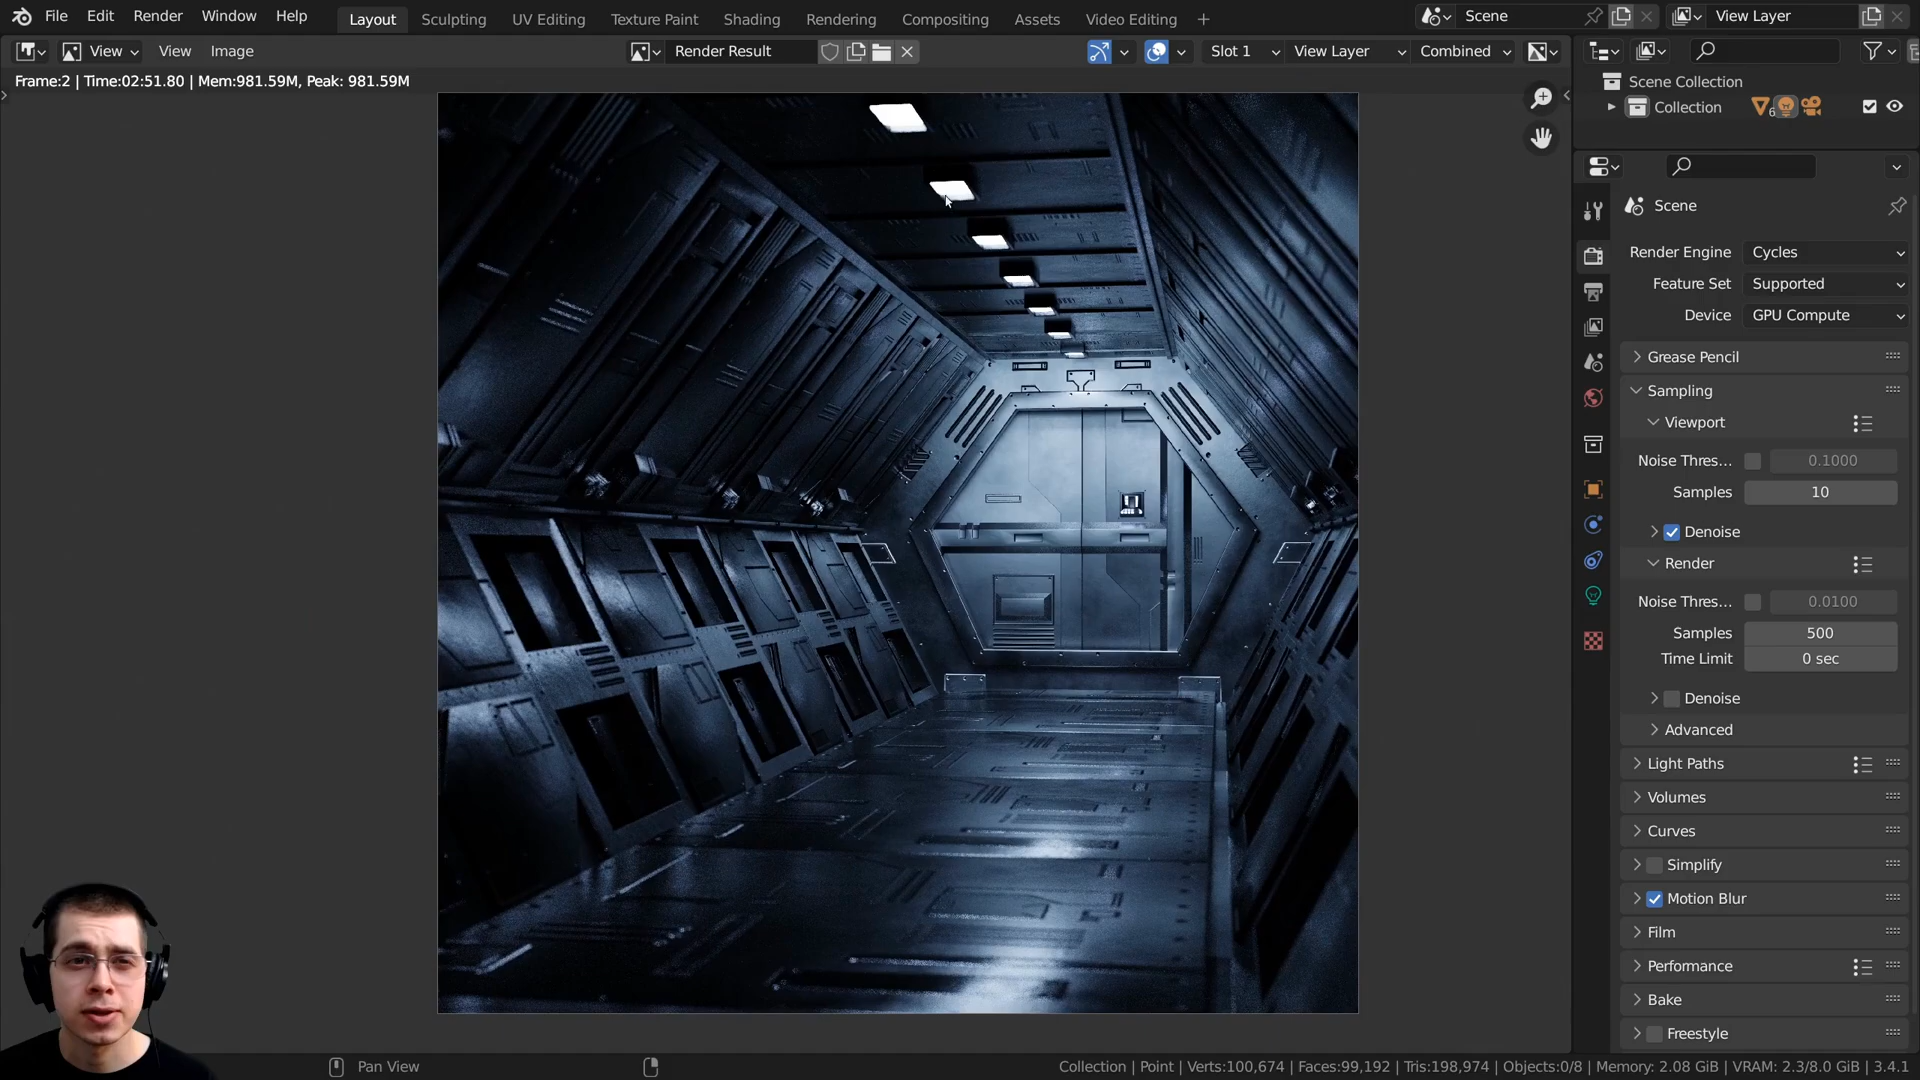 File Edit Render Window Help Layout Sculpting UV Editing Texture Paint Shading Rendering Compositing Assets Video Editing + Scene View Layer
View View Image Render Result Slot 1 View Layer Combined
Frame:2 | Time:02:51.80 | Mem:981.59M, Peak: 981.59M
Scene Collection
Collection 6
Scene
Render Engine Cycles
Feature Set Supported
Device GPU Compute
Grease Pencil
Sampling
Viewport
Noise Thres... 0.1000
Samples 10
Denoise
Render
Noise Thres... 0.0100
Samples 500
Time Limit 0 sec
Denoise
Advanced
Light Paths
Volumes
Curves
Simplify
Motion Blur
Film
Performance
Bake
Freestyle
Pan View
Collection | Point | Verts:100,674 | Faces:99,192 | Tris:198,974 | Objects:0/8 | Memory: 2.08 GiB | VRAM: 2.3/8.0 GiB | 3.4.1